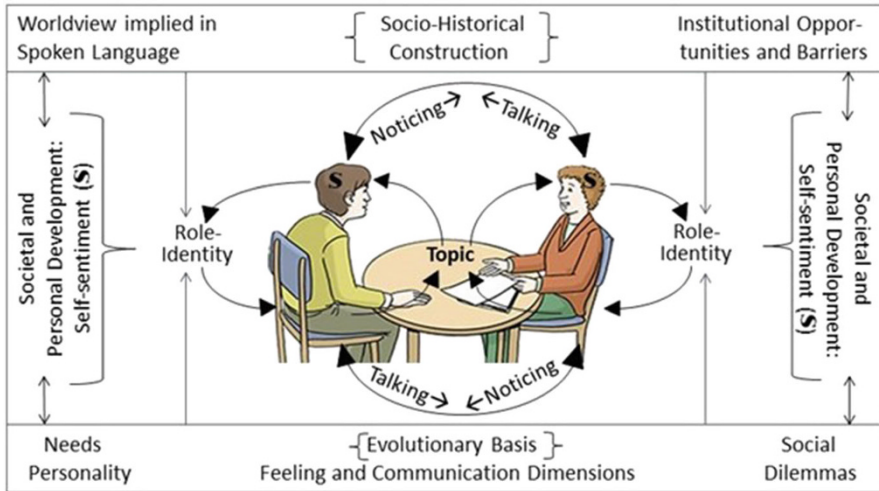 Worldview implied in
Spoken Language
Socio-Historical
Construction
Institutional Oppor-
tunities and Barriers
Noticing→
←Talking
Societal and
Personal Development:
Self-sentiment (S)
S
S
Role-
Identity
Topic
Role-
Identity
Societal and
Personal Development:
Self-sentiment (S)
Talking→
←Noticing
Needs
Personality
Evolutionary Basis
Feeling and Communication Dimensions
Social
Dilemmas